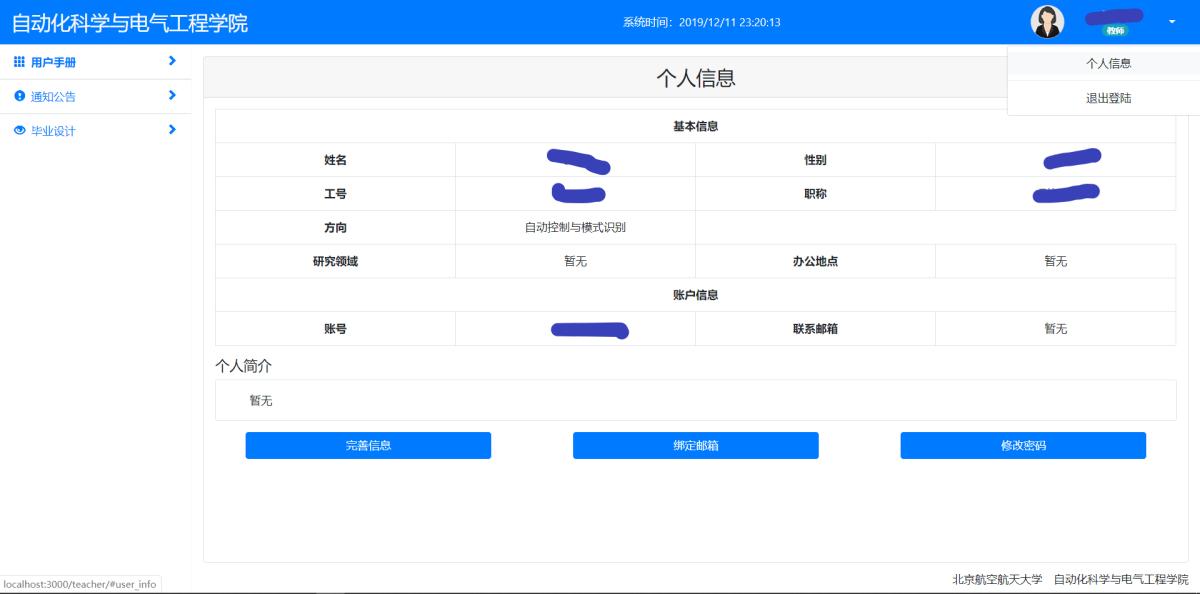 自动化科学与电气工程学院
系统时间：2019/12/11 23:20:13
教师
个人信息
退出登陆
用户手册
通知公告
毕业设计
个人信息
基本信息
姓名 性别
工号 职称
方向 自动控制与模式识别
研究领域 暂无 办公地点 暂无
账户信息
账号 联系邮箱 暂无
个人简介
暂无
完善信息 绑定邮箱 修改密码
北京航空航天大学 自动化科学与电气工程学院
localhost:3000/teacher/#user_info